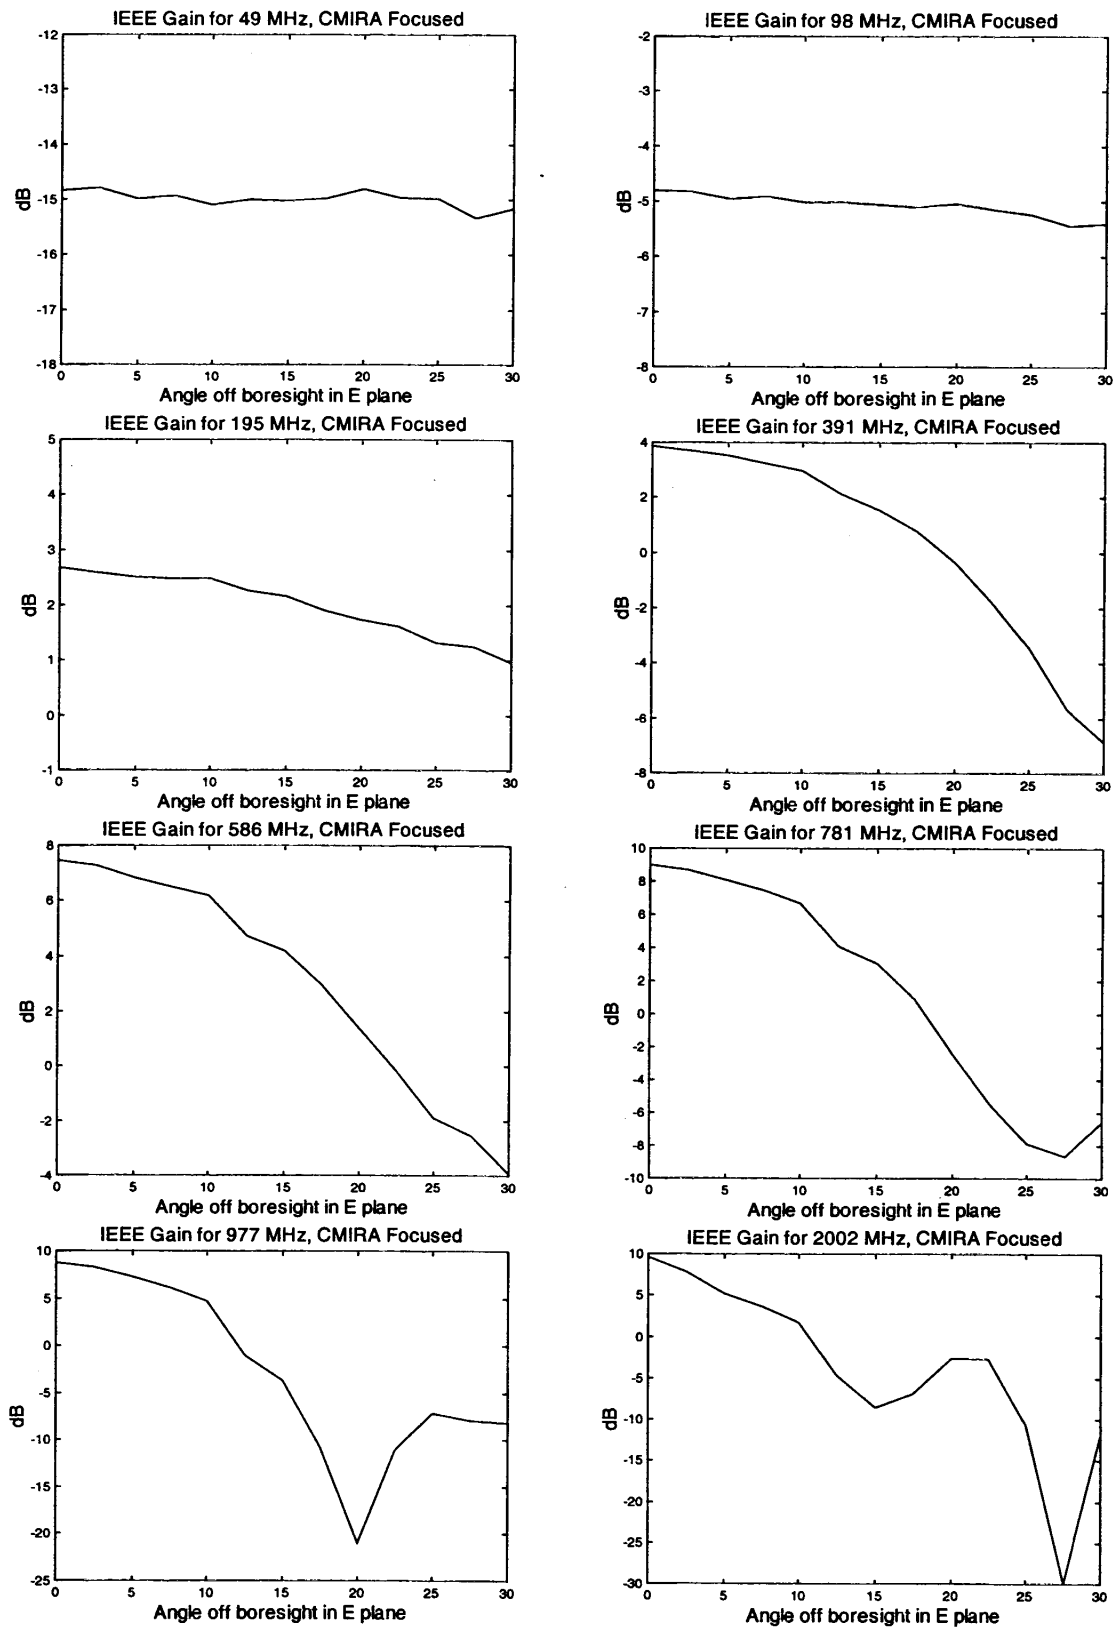 IEEE Gain for 49 MHz, CMIRA Focused
-12
-13
-14
-15
-16
-17
-18
dB
0 5 10 15 20 25 30
Angle off boresight in E plane
IEEE Gain for 98 MHz, CMIRA Focused
-2
-3
-4
-5
-6
-7
-8
dB
0 5 10 15 20 25 30
Angle off boresight in E plane
IEEE Gain for 195 MHz, CMIRA Focused
5
4
3
2
1
0
-1
dB
0 5 10 15 20 25 30
Angle off boresight in E plane
IEEE Gain for 391 MHz, CMIRA Focused
4
2
0
-2
-4
-6
-8
dB
0 5 10 15 20 25 30
Angle off boresight in E plane
IEEE Gain for 586 MHz, CMIRA Focused
8
6
4
2
0
-2
-4
dB
0 5 10 15 20 25 30
Angle off boresight in E plane
IEEE Gain for 781 MHz, CMIRA Focused
10
8
6
4
2
0
-2
-4
-6
-8
-10
dB
0 5 10 15 20 25 30
Angle off boresight in E plane
IEEE Gain for 977 MHz, CMIRA Focused
10
5
0
-5
-10
-15
-20
-25
dB
0 5 10 15 20 25 30
Angle off boresight in E plane
IEEE Gain for 2002 MHz, CMIRA Focused
10
5
0
-5
-10
-15
-20
-25
-30
dB
0 5 10 15 20 25 30
Angle off boresight in E plane